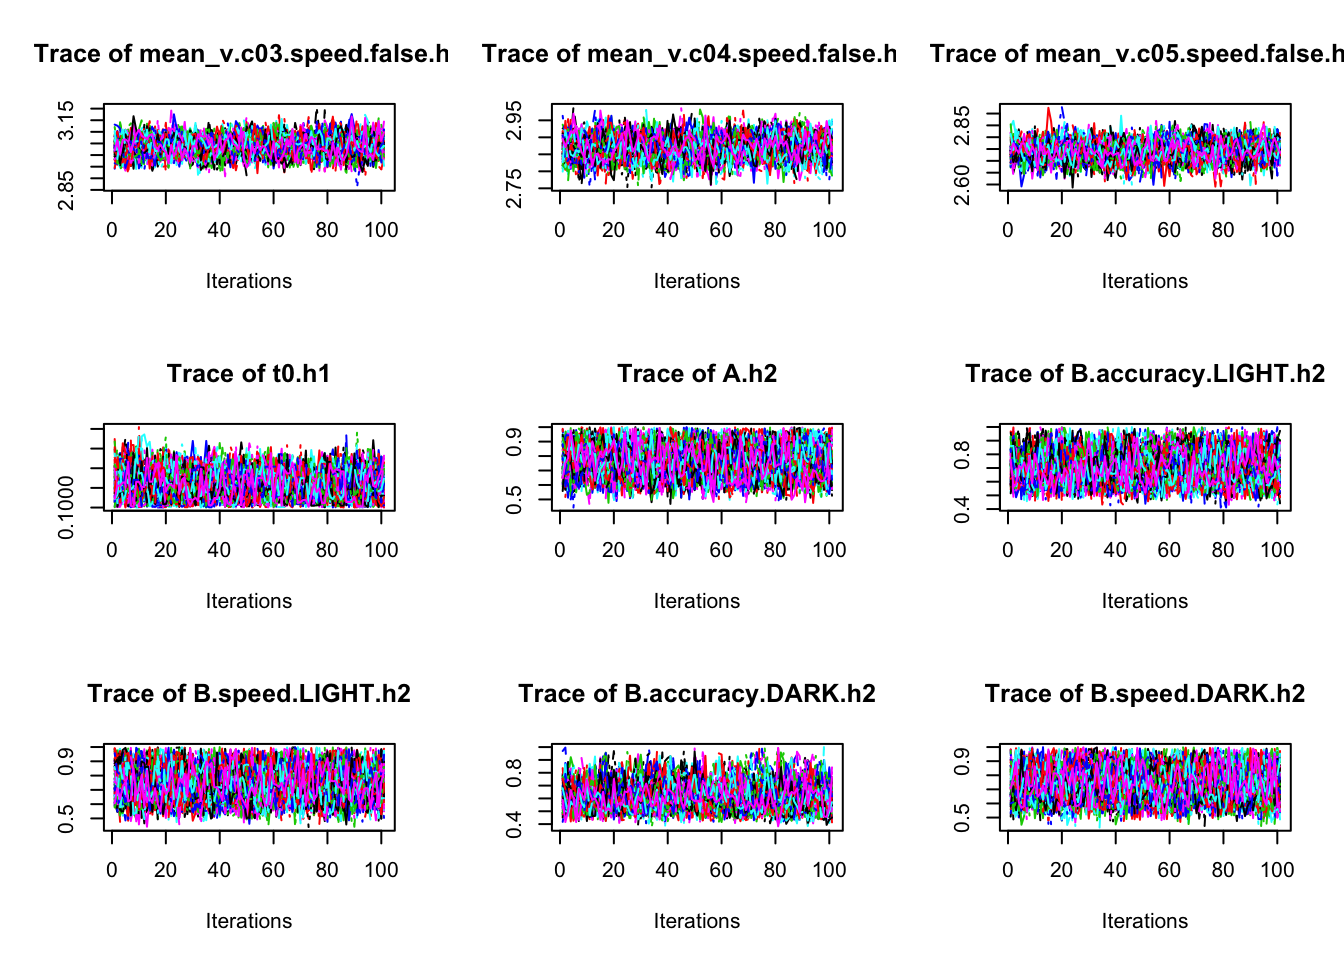 Trace of mean_v.c03.speed.false.h
3.15
2.85
0 20 40 60 80 100
Iterations
Trace of mean_v.c04.speed.false.h
2.95
2.75
0 20 40 60 80 100
Iterations
Trace of mean_v.c05.speed.false.h
2.85
2.60
0 20 40 60 80 100
Iterations
Trace of t0.h1
0.1000
0 20 40 60 80 100
Iterations
Trace of A.h2
0.9
0.5
0 20 40 60 80 100
Iterations
Trace of B.accuracy.LIGHT.h2
0.8
0.4
0 20 40 60 80 100
Iterations
Trace of B.speed.LIGHT.h2
0.9
0.5
0 20 40 60 80 100
Iterations
Trace of B.accuracy.DARK.h2
0.8
0.4
0 20 40 60 80 100
Iterations
Trace of B.speed.DARK.h2
0.9
0.5
0 20 40 60 80 100
Iterations